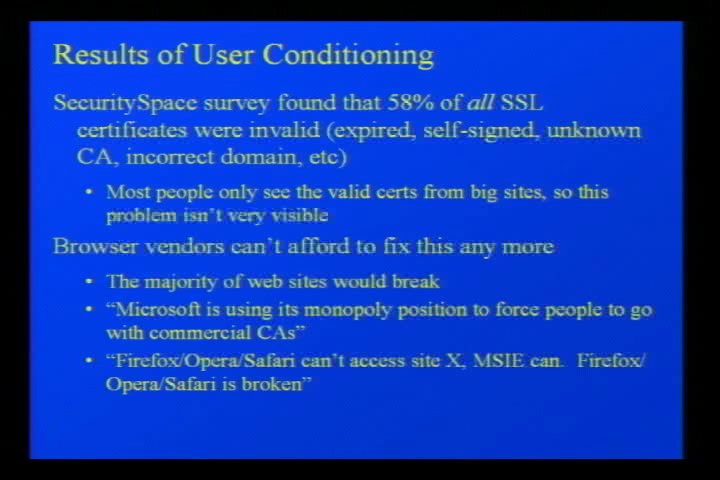 Results of User Conditioning
SecuritySpace survey found that 58% of all SSL
certificates were invalid (expired, self-signed, unknown
CA, incorrect domain, etc)
• Most people only see the valid certs from big sites, so this
problem isn't very visible
Browser vendors can't afford to fix this any more
• The majority of web sites would break
• "Microsoft is using its monopoly position to force people to go
with commercial CAs"
• "Firefox/Opera/Safari can't access site X, MSIE can. Firefox/
Opera/Safari is broken"